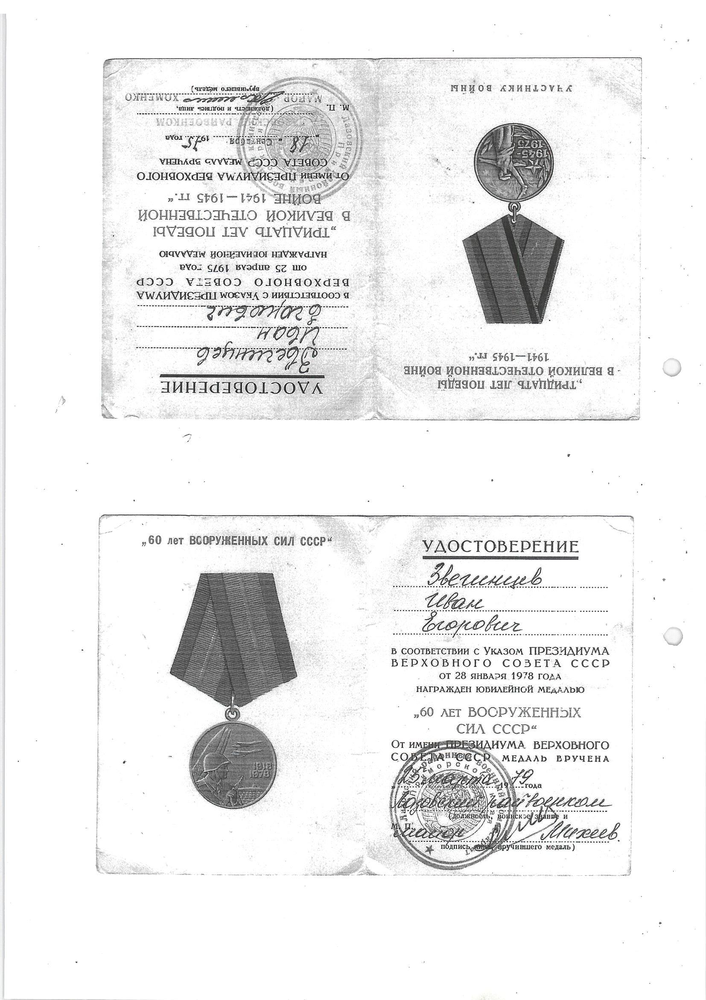 „ТРИДЦАТЬ ЛЕТ ПОБЕДЫ
В ВЕЛИКОЙ ОТЕЧЕСТВЕННОЙ ВОЙНЕ
1941—1945 гг.“
1945-
-1975
УЧАСТНИКУ ВОЙНЫ
УДОСТОВЕРЕНИЕ
Звегинцев
Иван
Егорович
В СООТВЕТСТВИИ С УКАЗОМ ПРЕЗИДИУМА
ВЕРХОВНОГО СОВЕТА СССР
от 25 апреля 1975 года
НАГРАЖДЕН ЮБИЛЕЙНОЙ МЕДАЛЬЮ
„ТРИДЦАТЬ ЛЕТ ПОБЕДЫ
В ВЕЛИКОЙ ОТЕЧЕСТВЕННОЙ
ВОЙНЕ 1941—1945 гг.“
ОТ ИМЕНИ ПРЕЗИДИУМА ВЕРХОВНОГО
СОВЕТА СССР МЕДАЛЬ ВРУЧЕНА
„18“ Сентября 1975 года
РАЙВОЕНКОМ
М. П. (должность и подпись лица,
МАЙОР ХОМЕНКО
вручившего медаль)
„60 лет ВООРУЖЕННЫХ СИЛ СССР“
1918
1978
УДОСТОВЕРЕНИЕ
Звегинцев
Иван
Егорович
В СООТВЕТСТВИИ С УКАЗОМ ПРЕЗИДИУМА
ВЕРХОВНОГО СОВЕТА СССР
ОТ 28 ЯНВАРЯ 1978 ГОДА
НАГРАЖДЕН ЮБИЛЕЙНОЙ МЕДАЛЬЮ
„60 ЛЕТ ВООРУЖЕННЫХ
СИЛ СССР“
ОТ ИМЕНИ ПРЕЗИДИУМА ВЕРХОВНОГО
СОВЕТА СССР МЕДАЛЬ ВРУЧЕНА
„23“ марта 1979 года
Лазовский райвоенком
(должность, воинское звание и
М. П.
майор Михеев
подпись лица, вручившего медаль)